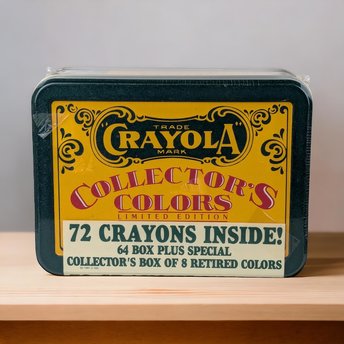 TRADE
"CRAYOLA"
MARK
COLLECTOR'S
COLORS
LIMITED EDITION
72 CRAYONS INSIDE!
64 BOX PLUS SPECIAL
COLLECTOR'S BOX OF 8 RETIRED COLORS